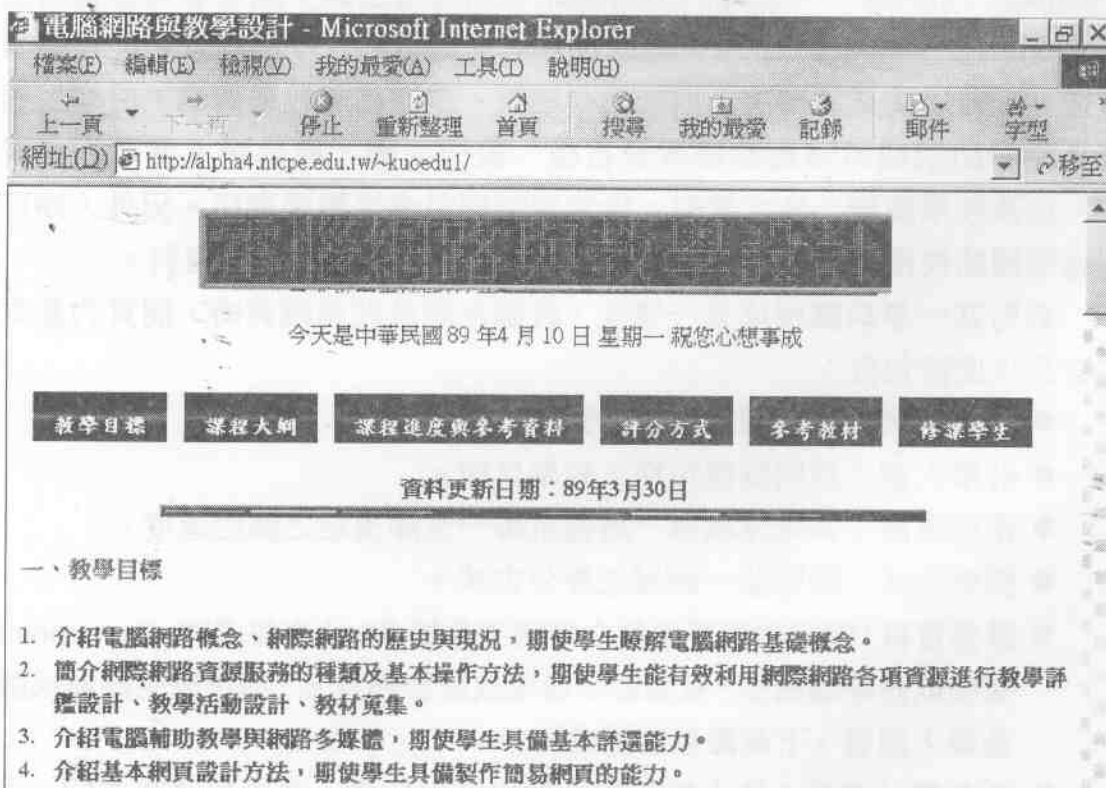 電腦網路與教學設計 - Microsoft Internet Explorer
檔案(F) 編輯(E) 檢視(V) 我的最愛(A) 工具(T) 說明(H)
上一頁 下一頁 停止 重新整理 首頁 搜尋 我的最愛 記錄 郵件 字型
網址(D) http://alpha4.ntcpe.edu.tw/~kuoedu1/ 移至
今天是中華民國 89 年4 月 10 日 星期一 祝您心想事成
教學目標 課程大綱 課程進度與參考資料 評分方式 參考教材 修課學生
資料更新日期：89年3月30日
一、教學目標
1. 介紹電腦網路概念、網際網路的歷史與現況，期使學生瞭解電腦網路基礎概念。
2. 簡介網際網路資源服務的種類及基本操作方法，期使學生能有效利用網際網路各項資源進行教學評
鑑設計、教學活動設計、教材蒐集。
3. 介紹電腦輔助教學與網路多媒體，期使學生具備基本評選能力。
4. 介紹基本網頁設計方法，期使學生具備製作簡易網頁的能力。